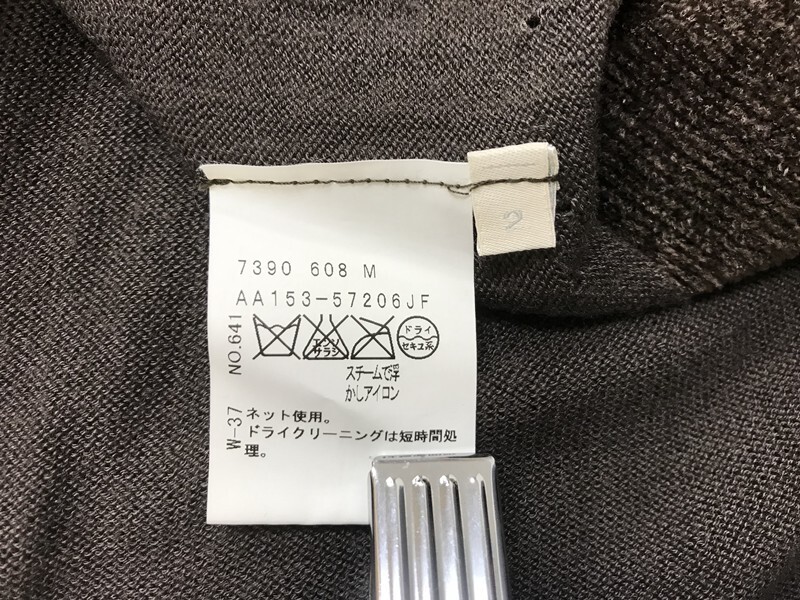 2
7390 608 M
AA153-57206JF
NO.641
エンソ
サラシ
ドライ
セキユ系
スチームで浮
かしアイロン
W-37
ネット使用。
ドライクリーニングは短時間処
理。